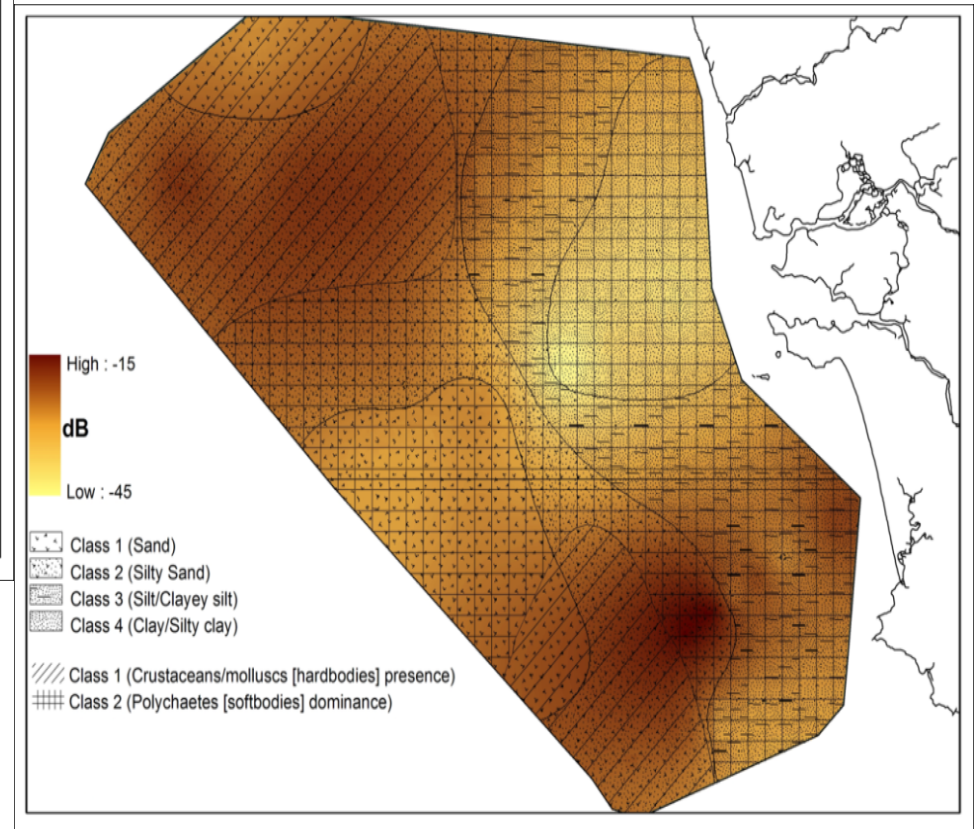 High : -15
dB
Low : -45
Class 1 (Sand)
Class 2 (Silty Sand)
Class 3 (Silt/Clayey silt)
Class 4 (Clay/Silty clay)
Class 1 (Crustaceans/molluscs [hardbodies] presence)
Class 2 (Polychaetes [softbodies] dominance)